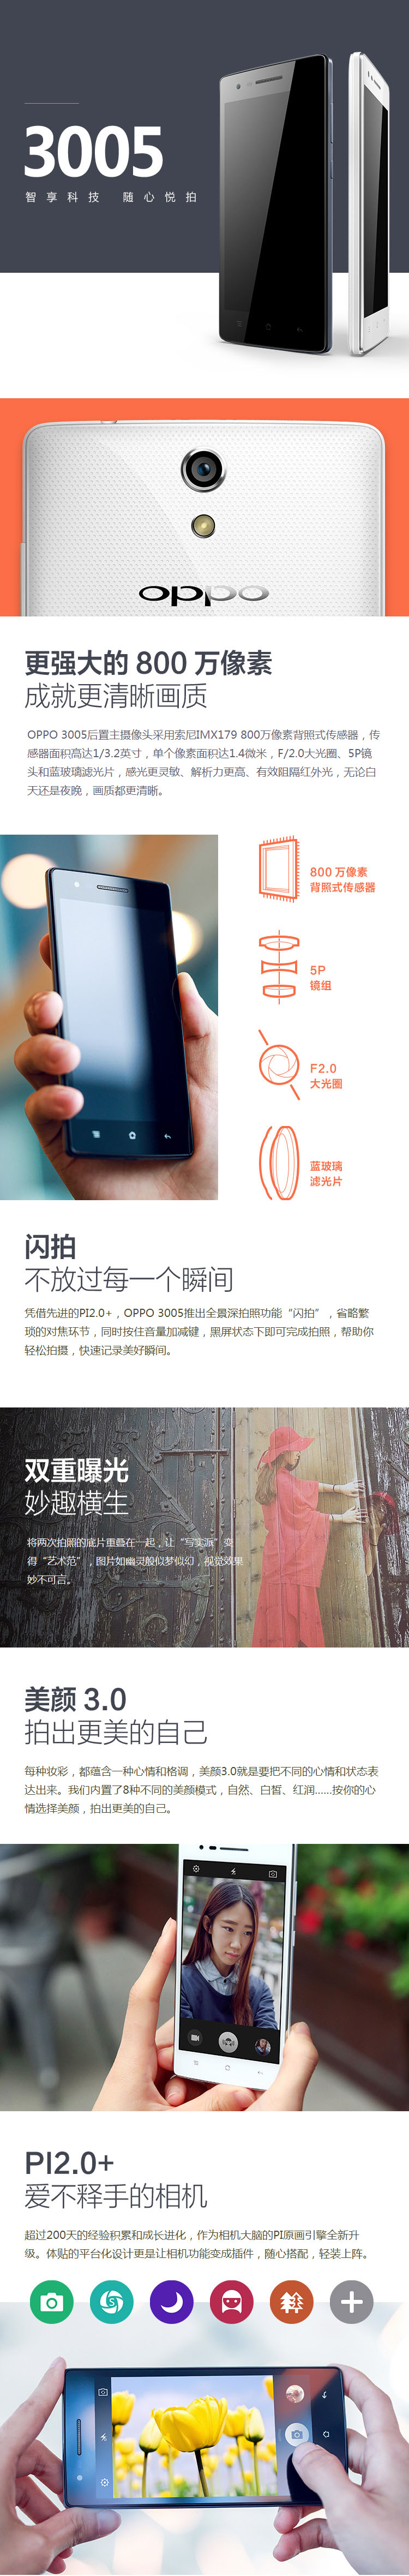 3005
智享科技 随心悦拍
oppo
更强大的 800 万像素
成就更清晰画质
OPPO 3005后置主摄像头采用索尼IMX179 800万像素背照式传感器，传
感器面积高达1/3.2英寸，单个像素面积达1.4微米，F/2.0大光圈、5P镜
头和蓝玻璃滤光片，感光更灵敏、解析力更高、有效阻隔红外光，无论白
天还是夜晚，画质都更清晰。
800 万像素
背照式传感器
5P
镜组
F2.0
大光圈
蓝玻璃
滤光片
闪拍
不放过每一个瞬间
凭借先进的PI2.0+，OPPO 3005推出全景深拍照功能“闪拍”，省略繁
琐的对焦环节，同时按住音量加减键，黑屏状态下即可完成拍照，帮助你
轻松拍摄，快速记录美好瞬间。
双重曝光
妙趣横生
将两次拍照的底片重叠在一起，让“写实派”变
得“艺术范”，图片如幽灵般似梦似幻，视觉效果
妙不可言。
美颜 3.0
拍出更美的自己
每种妆彩，都蕴含一种心情和格调，美颜3.0就是要把不同的心情和状态表
达出来。我们内置了8种不同的美颜模式，自然、白皙、红润......按你的心
情选择美颜，拍出更美的自己。
PI2.0+
爱不释手的相机
超过200天的经验积累和成长进化，作为相机大脑的PI原画引擎全新升
级。体贴的平台化设计更是让相机功能变成插件，随心搭配，轻装上阵。